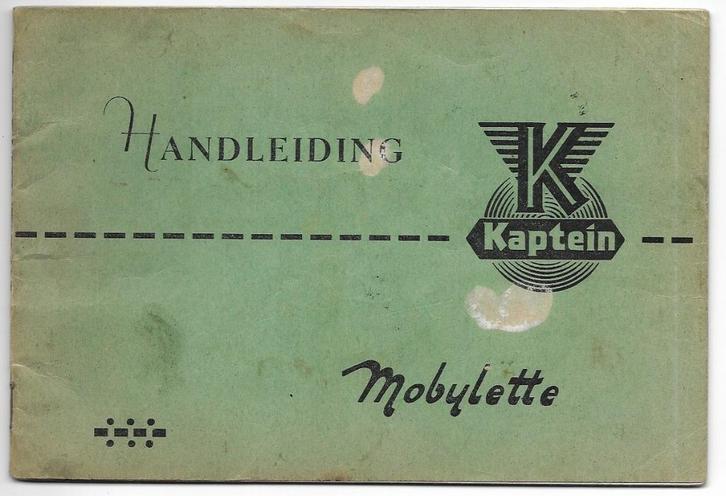 HANDLEIDING
K
Kaptein
Mobylette